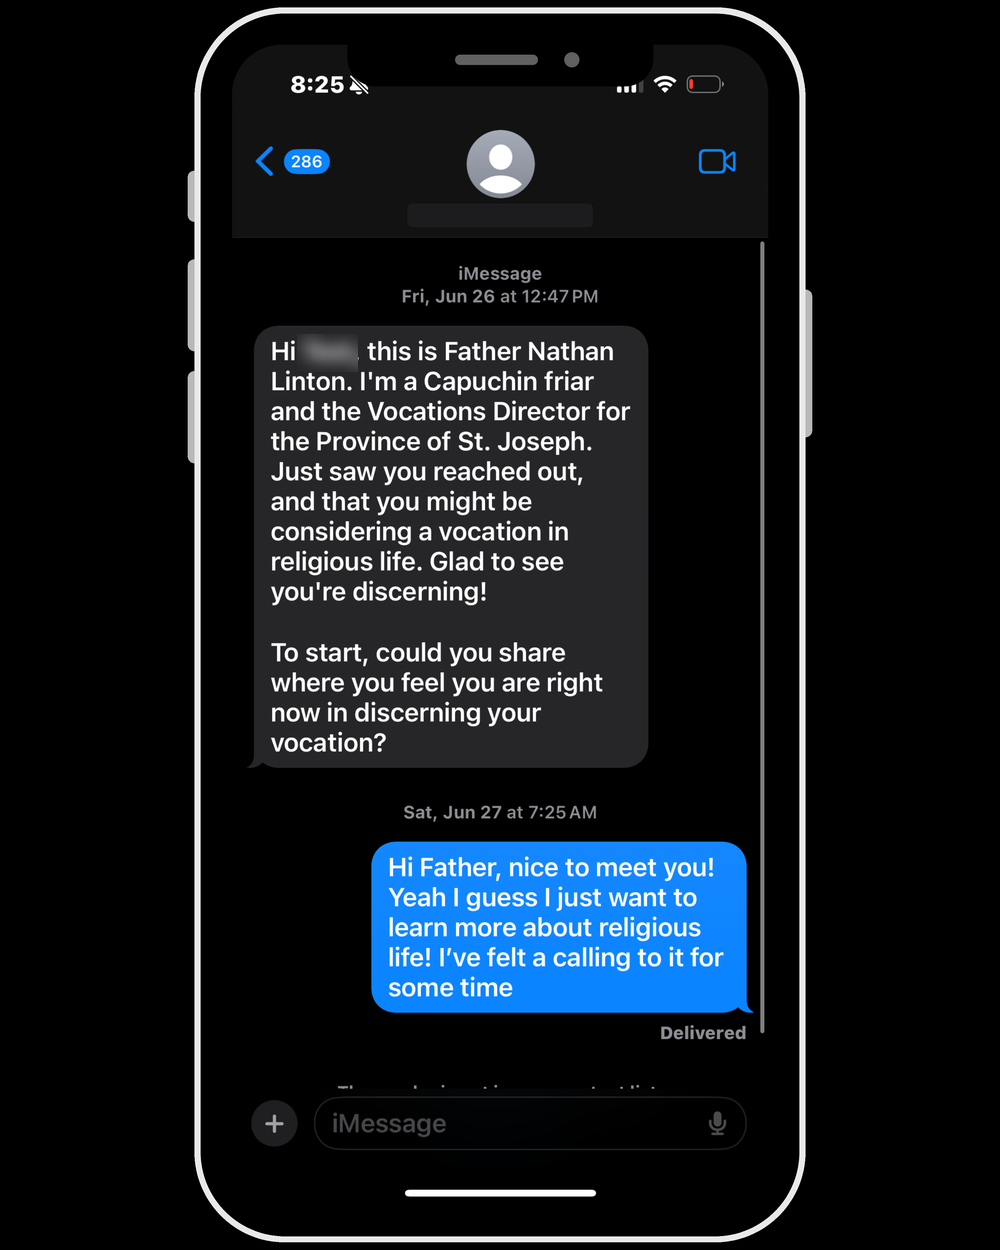 8:25
286
iMessage
Fri, Jun 26 at 12:47 PM
Hi , this is Father Nathan
Linton. I'm a Capuchin friar
and the Vocations Director for
the Province of St. Joseph.
Just saw you reached out,
and that you might be
considering a vocation in
religious life. Glad to see
you're discerning!
To start, could you share
where you feel you are right
now in discerning your
vocation?
Sat, Jun 27 at 7:25 AM
Hi Father, nice to meet you!
Yeah I guess I just want to
learn more about religious
life! I’ve felt a calling to it for
some time
Delivered
iMessage